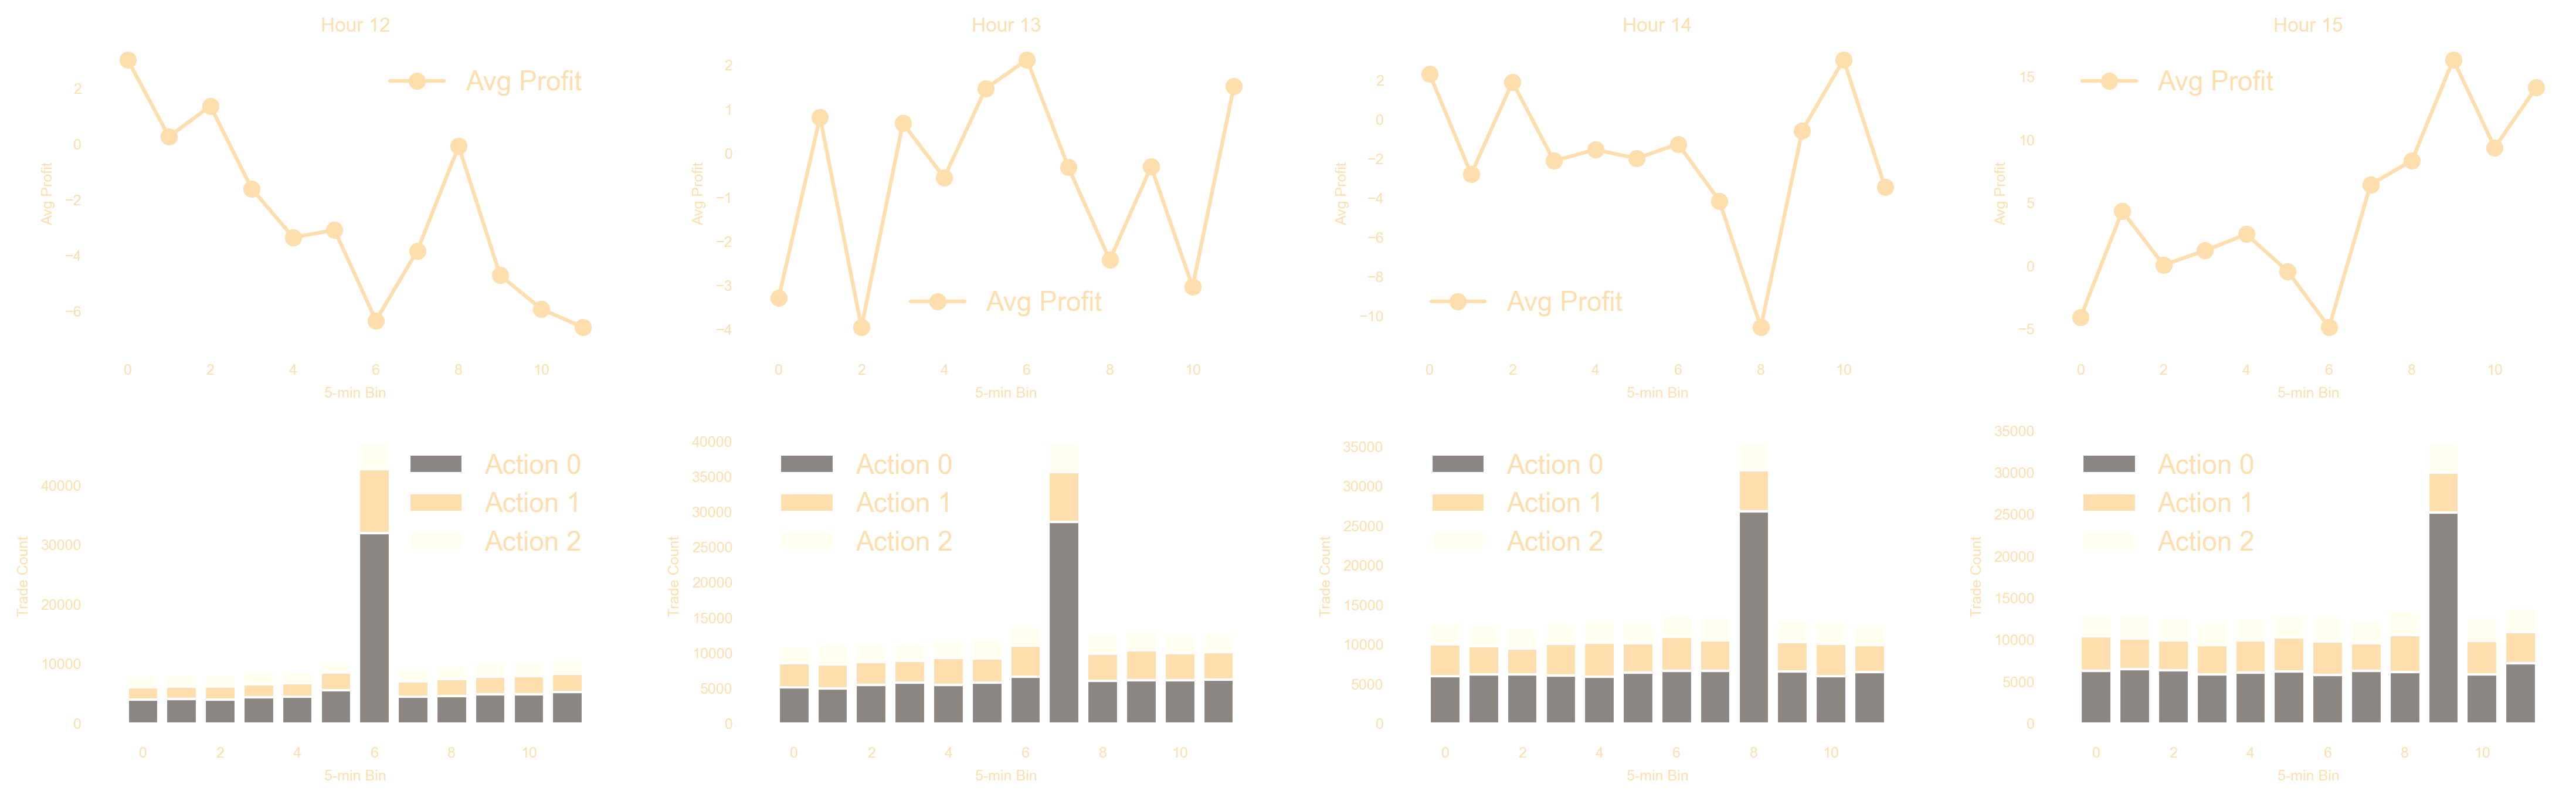 Hour 12
Avg Profit
Avg Profit
2
0
−2
−4
−6
0 2 4 6 8 10
5-min Bin
Hour 13
Avg Profit
Avg Profit
2
1
0
−1
−2
−3
−4
0 2 4 6 8 10
5-min Bin
Hour 14
Avg Profit
Avg Profit
2
0
−2
−4
−6
−8
−10
0 2 4 6 8 10
5-min Bin
Hour 15
Avg Profit
Avg Profit
15
10
5
0
−5
0 2 4 6 8 10
5-min Bin
Action 0
Action 1
Action 2
Trade Count
40000
30000
20000
10000
0
0 2 4 6 8 10
5-min Bin
Action 0
Action 1
Action 2
Trade Count
40000
35000
30000
25000
20000
15000
10000
5000
0
0 2 4 6 8 10
5-min Bin
Action 0
Action 1
Action 2
Trade Count
35000
30000
25000
20000
15000
10000
5000
0
0 2 4 6 8 10
5-min Bin
Action 0
Action 1
Action 2
Trade Count
35000
30000
25000
20000
15000
10000
5000
0
0 2 4 6 8 10
5-min Bin